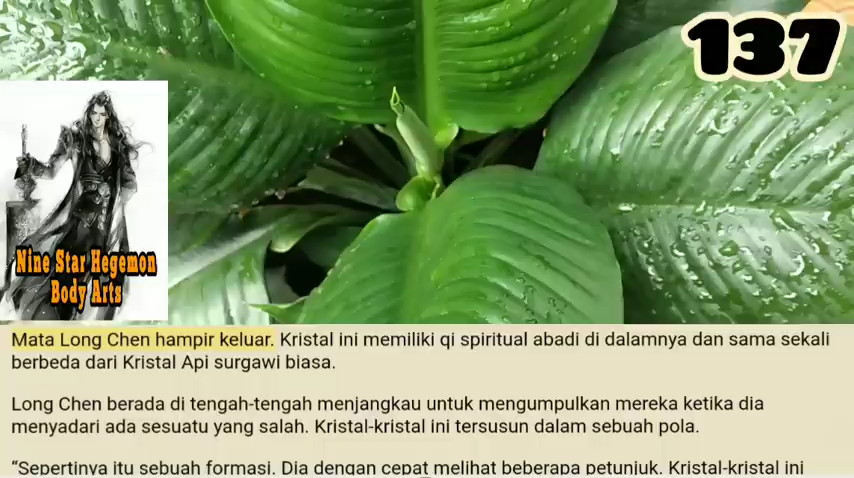 137
Nine Star Hegemon
Body Arts
Mata Long Chen hampir keluar. Kristal ini memiliki qi spiritual abadi di dalamnya dan sama sekali
berbeda dari Kristal Api surgawi biasa.
Long Chen berada di tengah-tengah menjangkau untuk mengumpulkan mereka ketika dia
menyadari ada sesuatu yang salah. Kristal-kristal ini tersusun dalam sebuah pola.
“Sepertinya itu sebuah formasi. Dia dengan cepat melihat beberapa petunjuk. Kristal-kristal ini